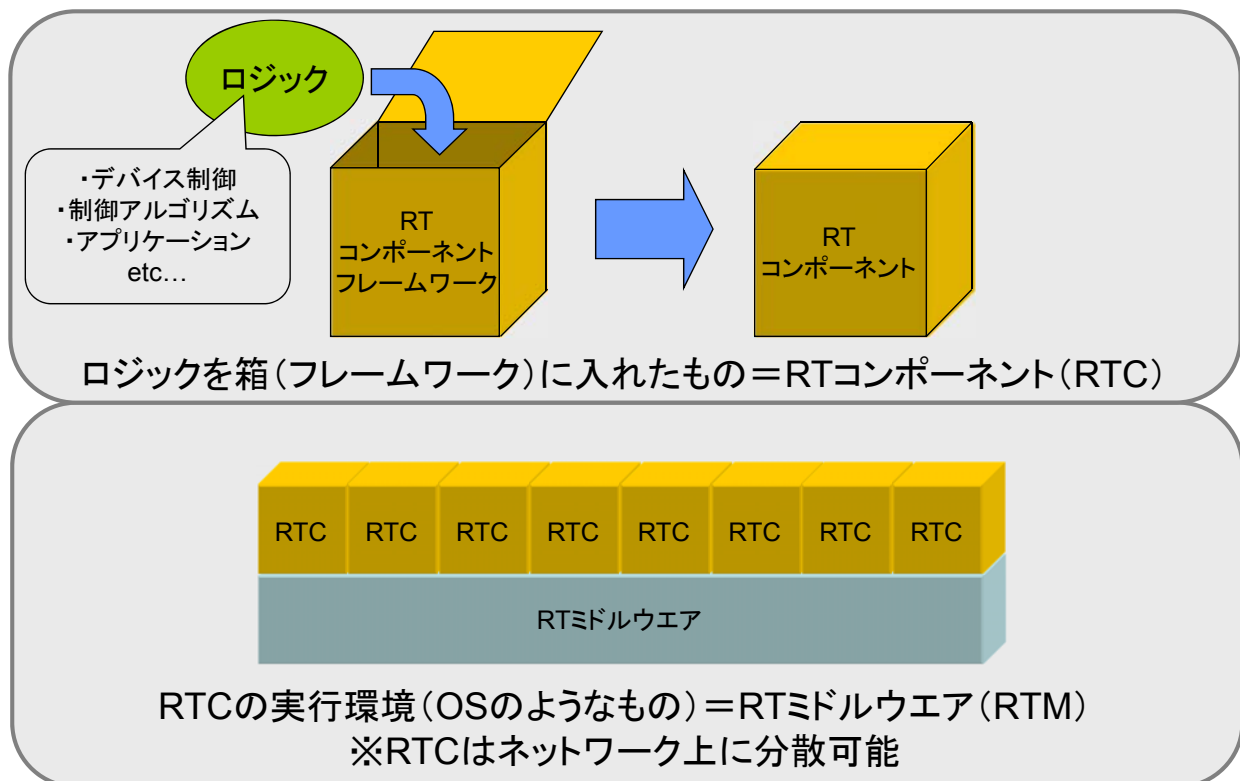 ロジック
・デバイス制御
・制御アルゴリズム
・アプリケーション
etc…
RT
コンポーネント
フレームワーク
RT
コンポーネント
ロジックを箱（フレームワーク）に入れたもの＝RTコンポーネント（RTC）
RTC RTC RTC RTC RTC RTC RTC RTC
RTミドルウエア
RTCの実行環境（OSのようなもの）＝RTミドルウエア（RTM）
※RTCはネットワーク上に分散可能